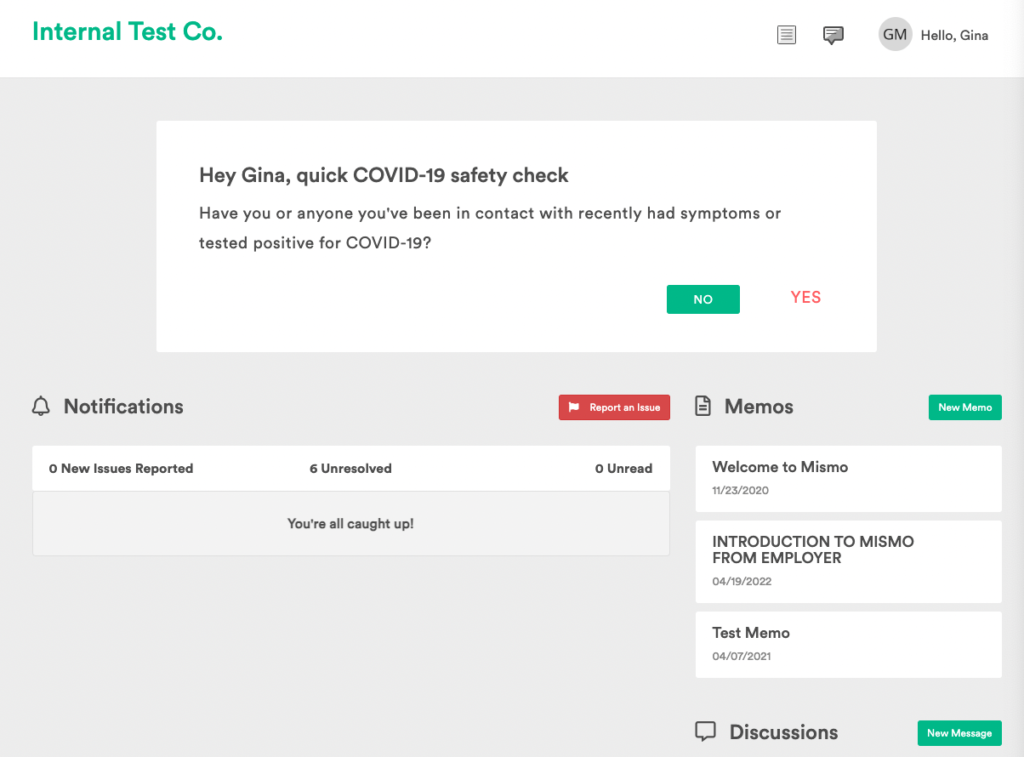 Internal Test Co.
GM
Hello, Gina
Hey Gina, quick COVID-19 safety check
Have you or anyone you've been in contact with recently had symptoms or
tested positive for COVID-19?
NO
YES
Notifications
Report an Issue
0 New Issues Reported
6 Unresolved
0 Unread
You're all caught up!
Memos
New Memo
Welcome to Mismo
11/23/2020
INTRODUCTION TO MISMO
FROM EMPLOYER
04/19/2022
Test Memo
04/07/2021
Discussions
New Message